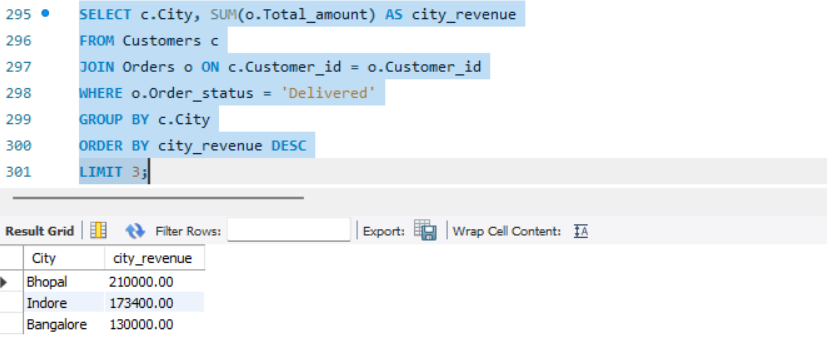 295 SELECT c.City, SUM(o.Total_amount) AS city_revenue
296 FROM Customers c
297 JOIN Orders o ON c.Customer_id = o.Customer_id
298 WHERE o.Order_status = 'Delivered'
299 GROUP BY c.City
300 ORDER BY city_revenue DESC
301 LIMIT 3;
Result Grid Filter Rows: Export: Wrap Cell Content: IA
City city_revenue
Bhopal 210000.00
Indore 173400.00
Bangalore 130000.00